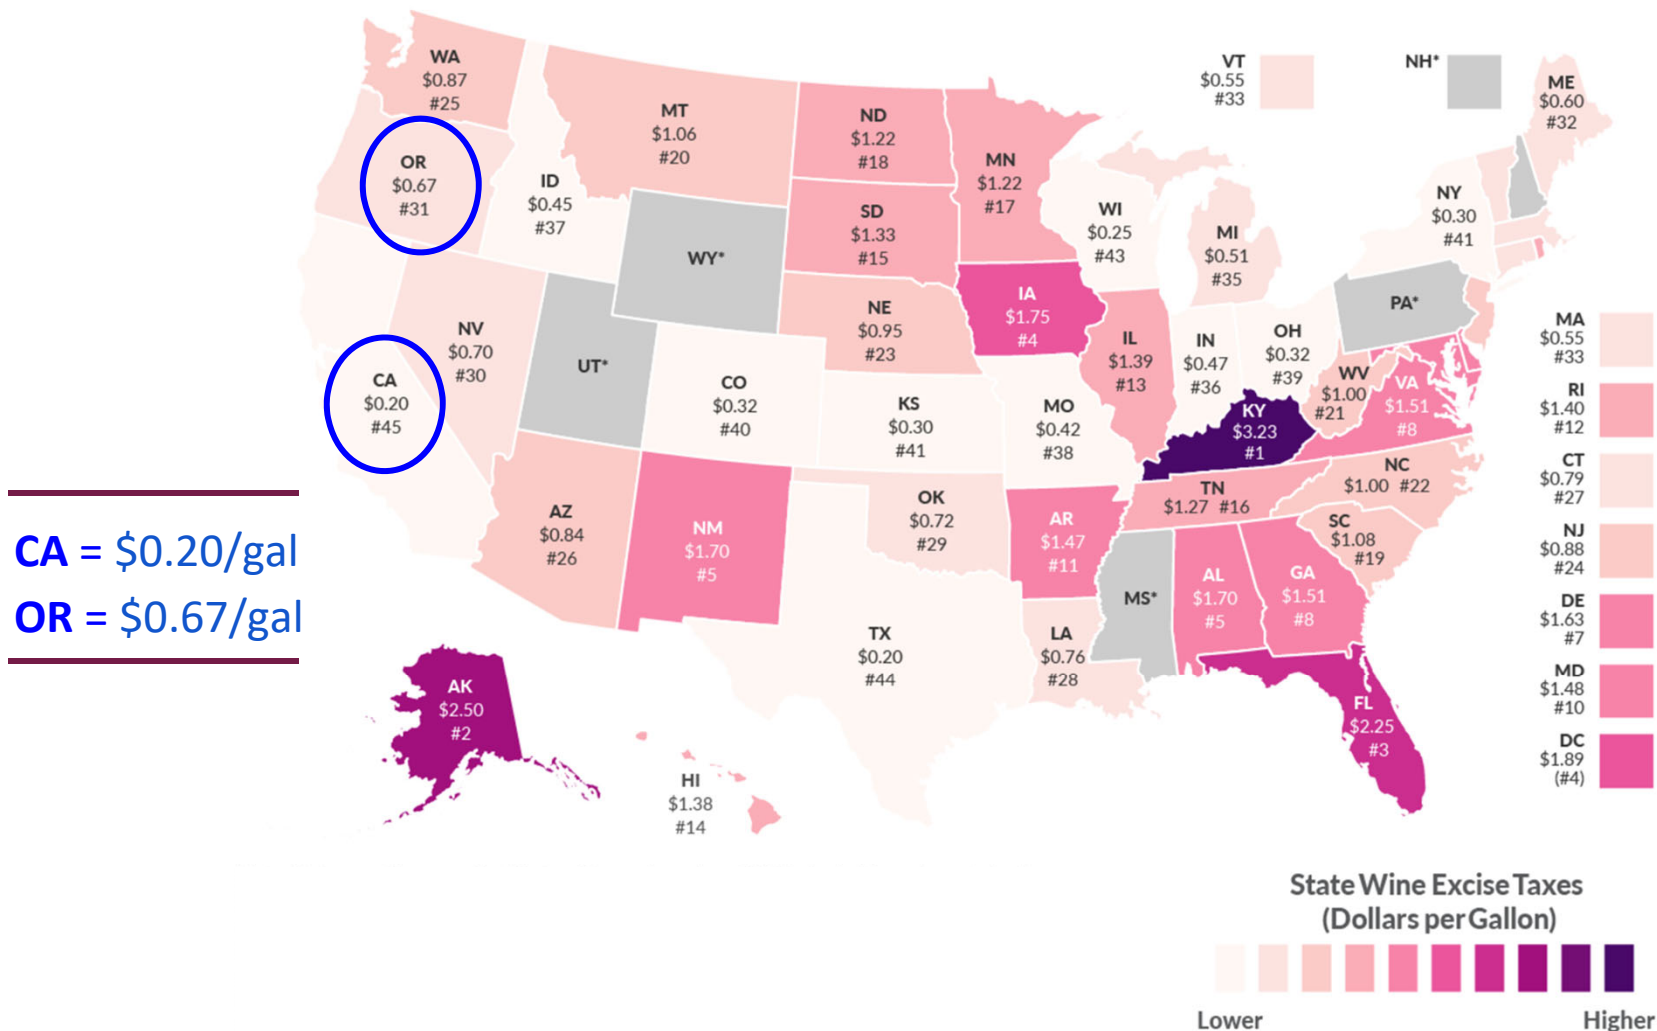 WA
$0.87
#25
OR
$0.67
#31
CA
$0.20
#45
NV
$0.70
#30
ID
$0.45
#37
MT
$1.06
#20
WY*
UT*
AZ
$0.84
#26
NM
$1.70
#5
CO
$0.32
#40
ND
$1.22
#18
SD
$1.33
#15
NE
$0.95
#23
KS
$0.30
#41
OK
$0.72
#29
TX
$0.20
#44
MN
$1.22
#17
IA
$1.75
#4
MO
$0.42
#38
AR
$1.47
#11
LA
$0.76
#28
WI
$0.25
#43
IL
$1.39
#13
MI
$0.51
#35
IN
$0.47
#36
OH
$0.32
#39
KY
$3.23
#1
TN
$1.27 #16
MS*
AL
$1.70
#5
GA
$1.51
#8
FL
$2.25
#3
SC
$1.08
#19
NC
$1.00 #22
VA
$1.51
#8
WV
$1.00
#21
PA*
NY
$0.30
#41
VT
$0.55
#33
NH*
ME
$0.60
#32
MA
$0.55
#33
RI
$1.40
#12
CT
$0.79
#27
NJ
$0.88
#24
DE
$1.63
#7
MD
$1.48
#10
DC
$1.89
(#4)
AK
$2.50
#2
HI
$1.38
#14
CA = $0.20/gal
OR = $0.67/gal
State Wine Excise Taxes
(Dollars per Gallon)
Lower Higher